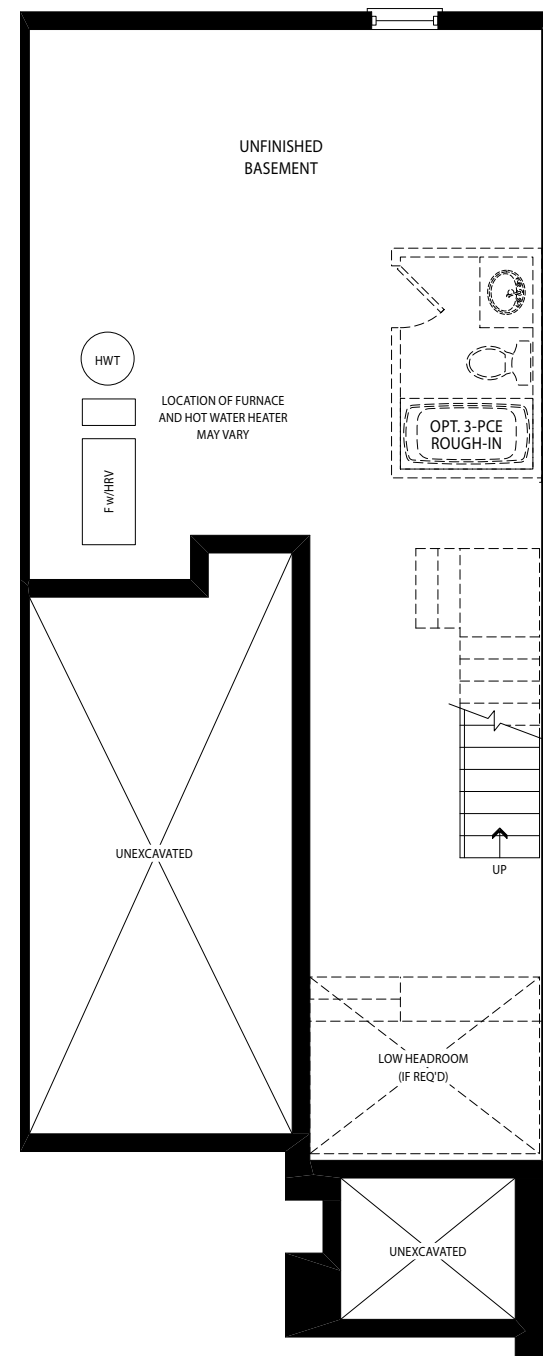 UNFINISHED
BASEMENT
HWT
LOCATION OF FURNACE
AND HOT WATER HEATER
MAY VARY
OPT. 3-PCE
ROUGH-IN
F w/HRV
UNEXCAVATED
UP
LOW HEADROOM
(IF REQ'D)
UNEXCAVATED